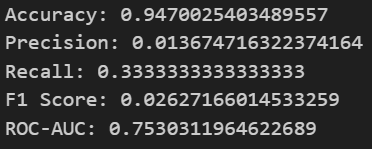 Accuracy: 0.9470025403489557
Precision: 0.013674716322374164
Recall: 0.3333333333333333
F1 Score: 0.02627166014533259
ROC-AUC: 0.7530311964622689